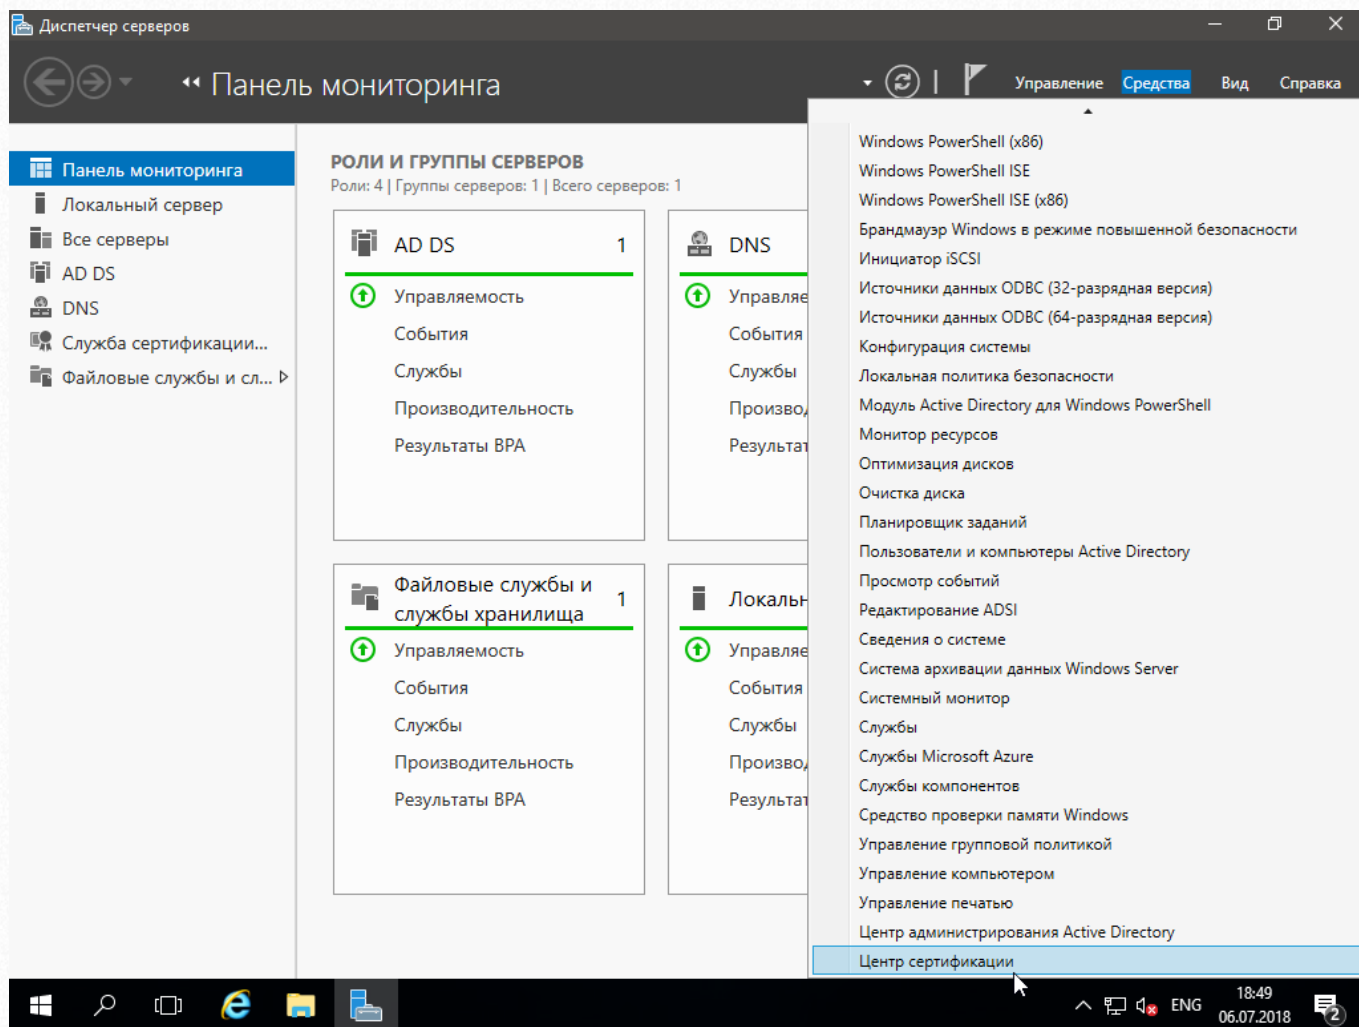 Диспетчер серверов
Панель мониторинга
Управление Средства Вид Справка
Панель мониторинга
Локальный сервер
Все серверы
AD DS
DNS
Служба сертификации...
Файловые службы и сл...
РОЛИ И ГРУППЫ СЕРВЕРОВ
Роли: 4 | Группы серверов: 1 | Всего серверов: 1
AD DS 1
Управляемость
События
Службы
Производительность
Результаты BPA
DNS
Управляе
События
Службы
Произво
Результат
Файловые службы и
службы хранилища 1
Управляемость
События
Службы
Производительность
Результаты BPA
Локальн
Управляе
События
Службы
Произво
Результат
Windows PowerShell (x86)
Windows PowerShell ISE
Windows PowerShell ISE (x86)
Брандмауэр Windows в режиме повышенной безопасности
Инициатор iSCSI
Источники данных ODBC (32-разрядная версия)
Источники данных ODBC (64-разрядная версия)
Конфигурация системы
Локальная политика безопасности
Модуль Active Directory для Windows PowerShell
Монитор ресурсов
Оптимизация дисков
Очистка диска
Планировщик заданий
Пользователи и компьютеры Active Directory
Просмотр событий
Редактирование ADSI
Сведения о системе
Система архивации данных Windows Server
Системный монитор
Службы
Службы Microsoft Azure
Службы компонентов
Средство проверки памяти Windows
Управление групповой политикой
Управление компьютером
Управление печатью
Центр администрирования Active Directory
Центр сертификации
ENG
18:49
06.07.2018
2